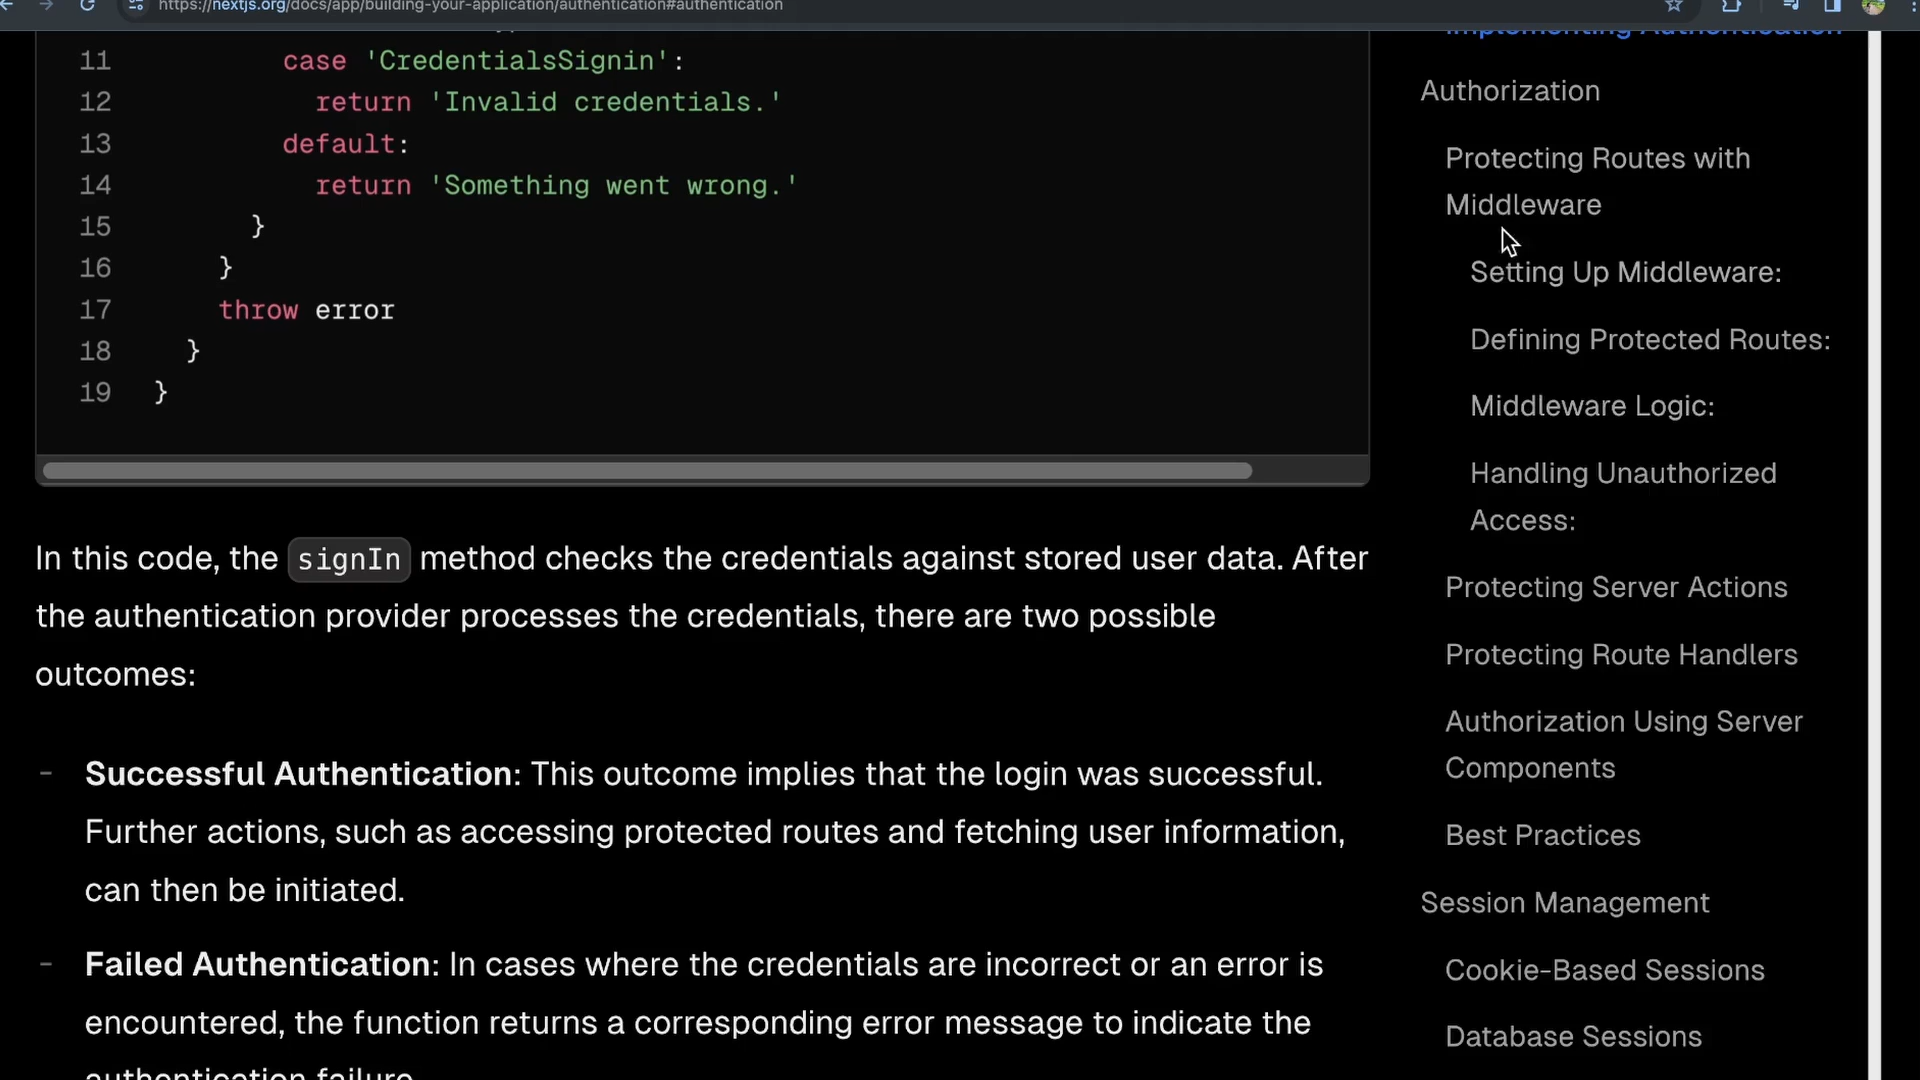 https://nextjs.org/docs/app/building-your-application/authentication#authentication
11 case 'CredentialsSignin':
12 return 'Invalid credentials.'
13 default:
14 return 'Something went wrong.'
15 }
16 }
17 throw error
18 }
19 }
In this code, the signIn method checks the credentials against stored user data. After
the authentication provider processes the credentials, there are two possible
outcomes:
- Successful Authentication: This outcome implies that the login was successful.
Further actions, such as accessing protected routes and fetching user information,
can then be initiated.
- Failed Authentication: In cases where the credentials are incorrect or an error is
encountered, the function returns a corresponding error message to indicate the
authentication failure.
Implementing Authentication
Authorization
Protecting Routes with
Middleware
Setting Up Middleware:
Defining Protected Routes:
Middleware Logic:
Handling Unauthorized
Access:
Protecting Server Actions
Protecting Route Handlers
Authorization Using Server
Components
Best Practices
Session Management
Cookie-Based Sessions
Database Sessions